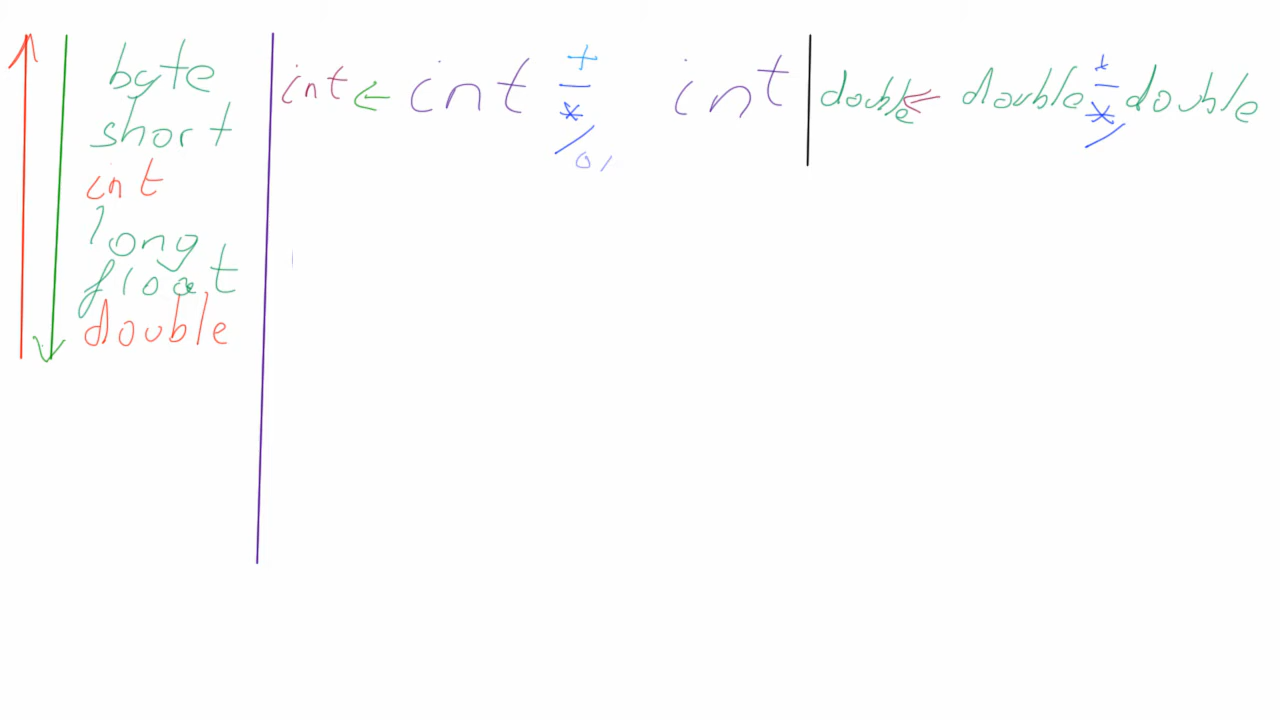 byte
short
int
long
float
double
int ← int + - * / % int
double ← double + - * / double